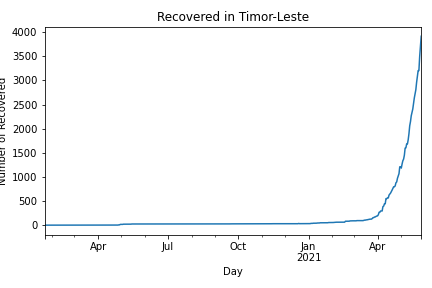 Recovered in Timor-Leste
4000
3500
3000
2500
2000
1500
1000
500
0
Number of Recovered
Apr
Jul
Oct
Jan
2021
Apr
Day